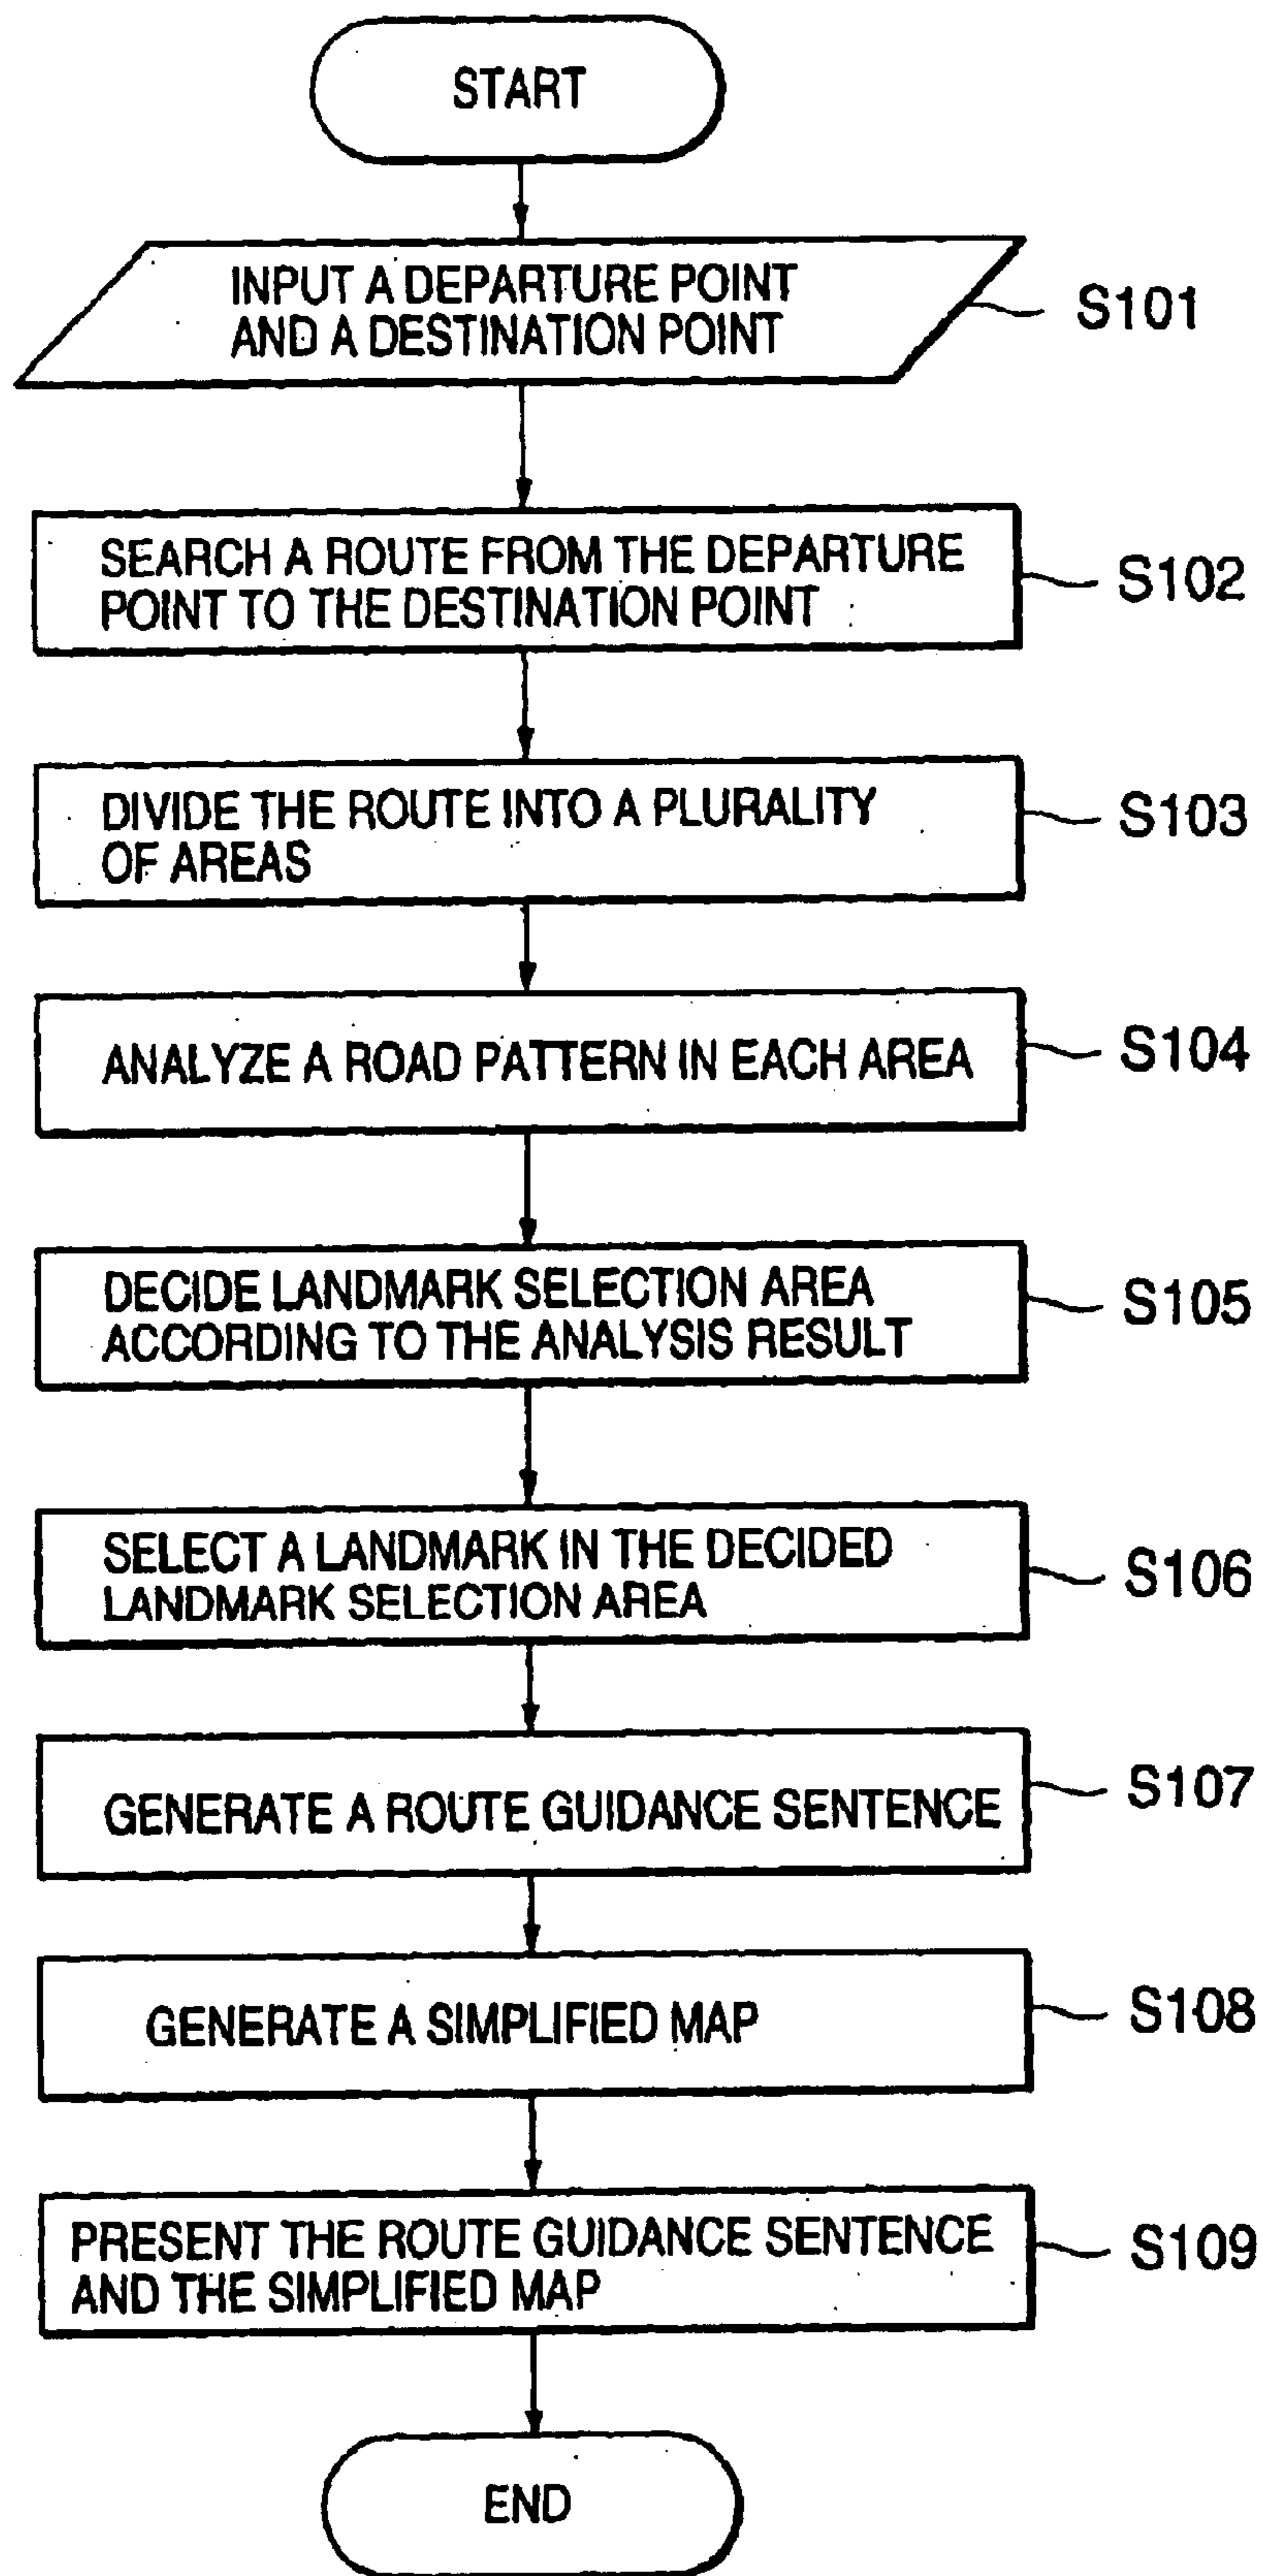 START
INPUT A DEPARTURE POINT
AND A DESTINATION POINT
S101
SEARCH A ROUTE FROM THE DEPARTURE
POINT TO THE DESTINATION POINT
S102
DIVIDE THE ROUTE INTO A PLURALITY
OF AREAS
S103
ANALYZE A ROAD PATTERN IN EACH AREA
S104
DECIDE LANDMARK SELECTION AREA
ACCORDING TO THE ANALYSIS RESULT
S105
SELECT A LANDMARK IN THE DECIDED
LANDMARK SELECTION AREA
S106
GENERATE A ROUTE GUIDANCE SENTENCE
S107
GENERATE A SIMPLIFIED MAP
S108
PRESENT THE ROUTE GUIDANCE SENTENCE
AND THE SIMPLIFIED MAP
S109
END